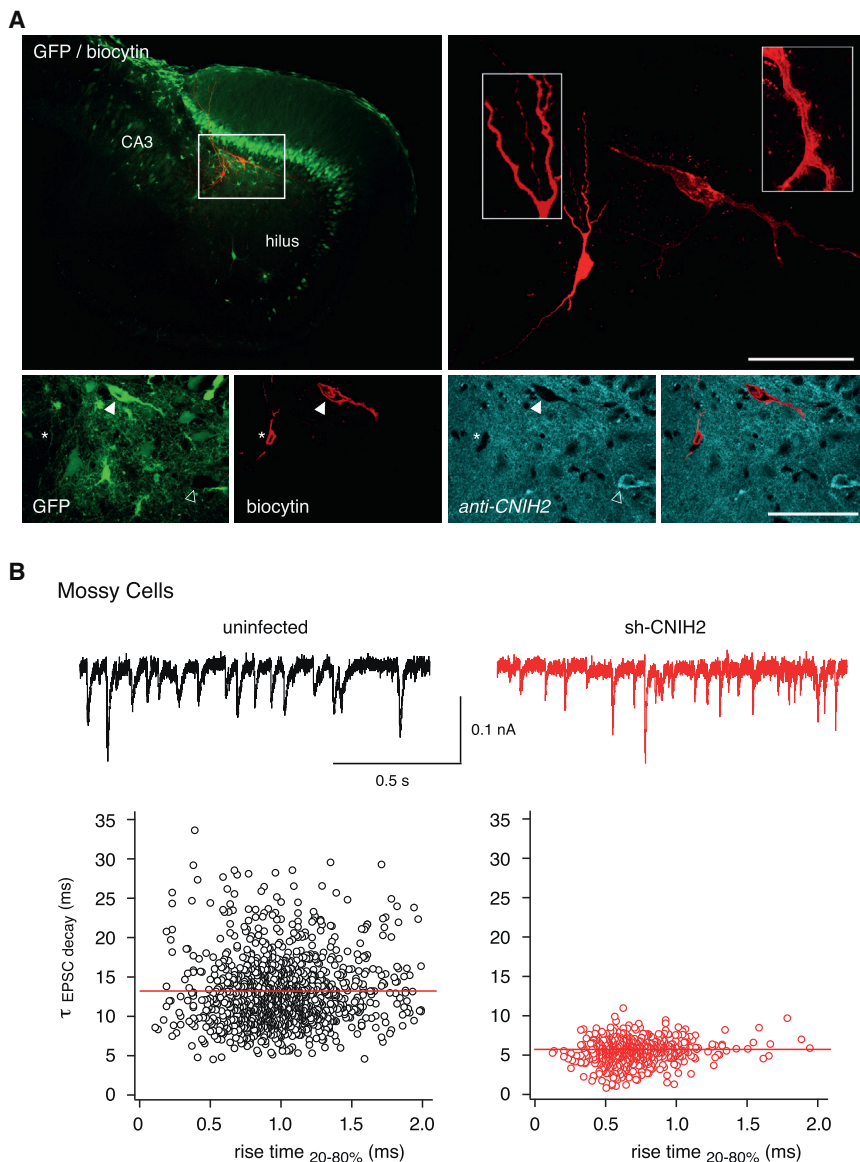 A
GFP / biocytin
CA3
hilus
*
GFP
*
biocytin
*
anti-CNIH2
B
Mossy Cells
uninfected
sh-CNIH2
0.1 nA
0.5 s
35
30
25
20
15
10
5
0
τ EPSC decay (ms)
0
0.5
1.0
1.5
2.0
rise time 20-80% (ms)
35
30
25
20
15
10
5
0
0
0.5
1.0
1.5
2.0
rise time 20-80% (ms)